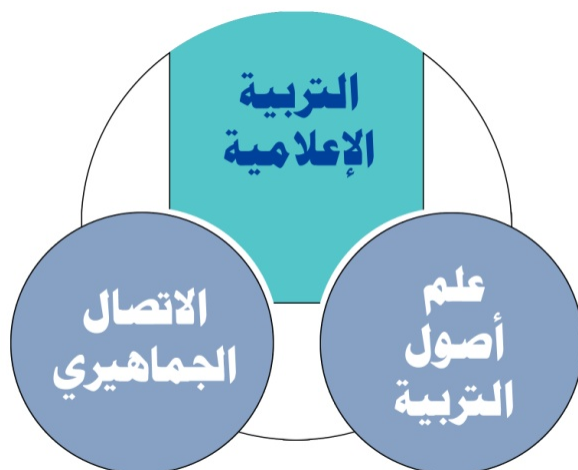 التربية
الإعلامية
علم
أصول
التربية
الاتصال
الجماهيري